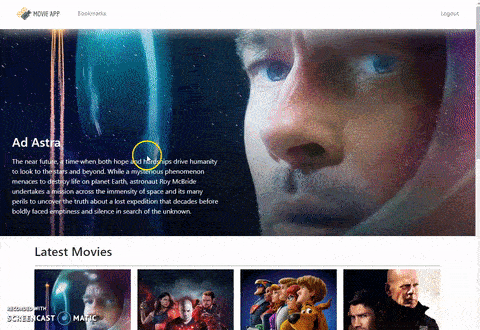 MOVIE APP
Bookmarks
Logout
Ad Astra
The near future, a time when both hope and hardships drive humanity
to look to the stars and beyond. While a mysterious phenomenon
menaces to destroy life on planet Earth, astronaut Roy McBride
undertakes a mission across the immensity of space and its many
perils to uncover the truth about a lost expedition that decades before
boldly faced emptiness and silence in search of the unknown.
Latest Movies
RECORDED WITH
SCREENCAST MATIC